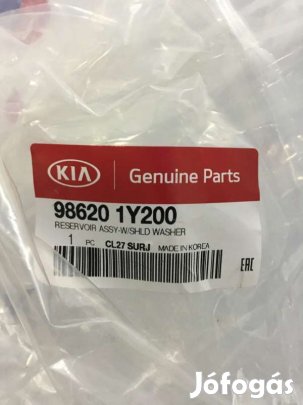 KIA Genuine Parts
98620 1Y200
RESERVOIR ASSY-W/SHLD WASHER
1 PC CL27 SURJ MADE IN KOREA
EAC
Jófogás